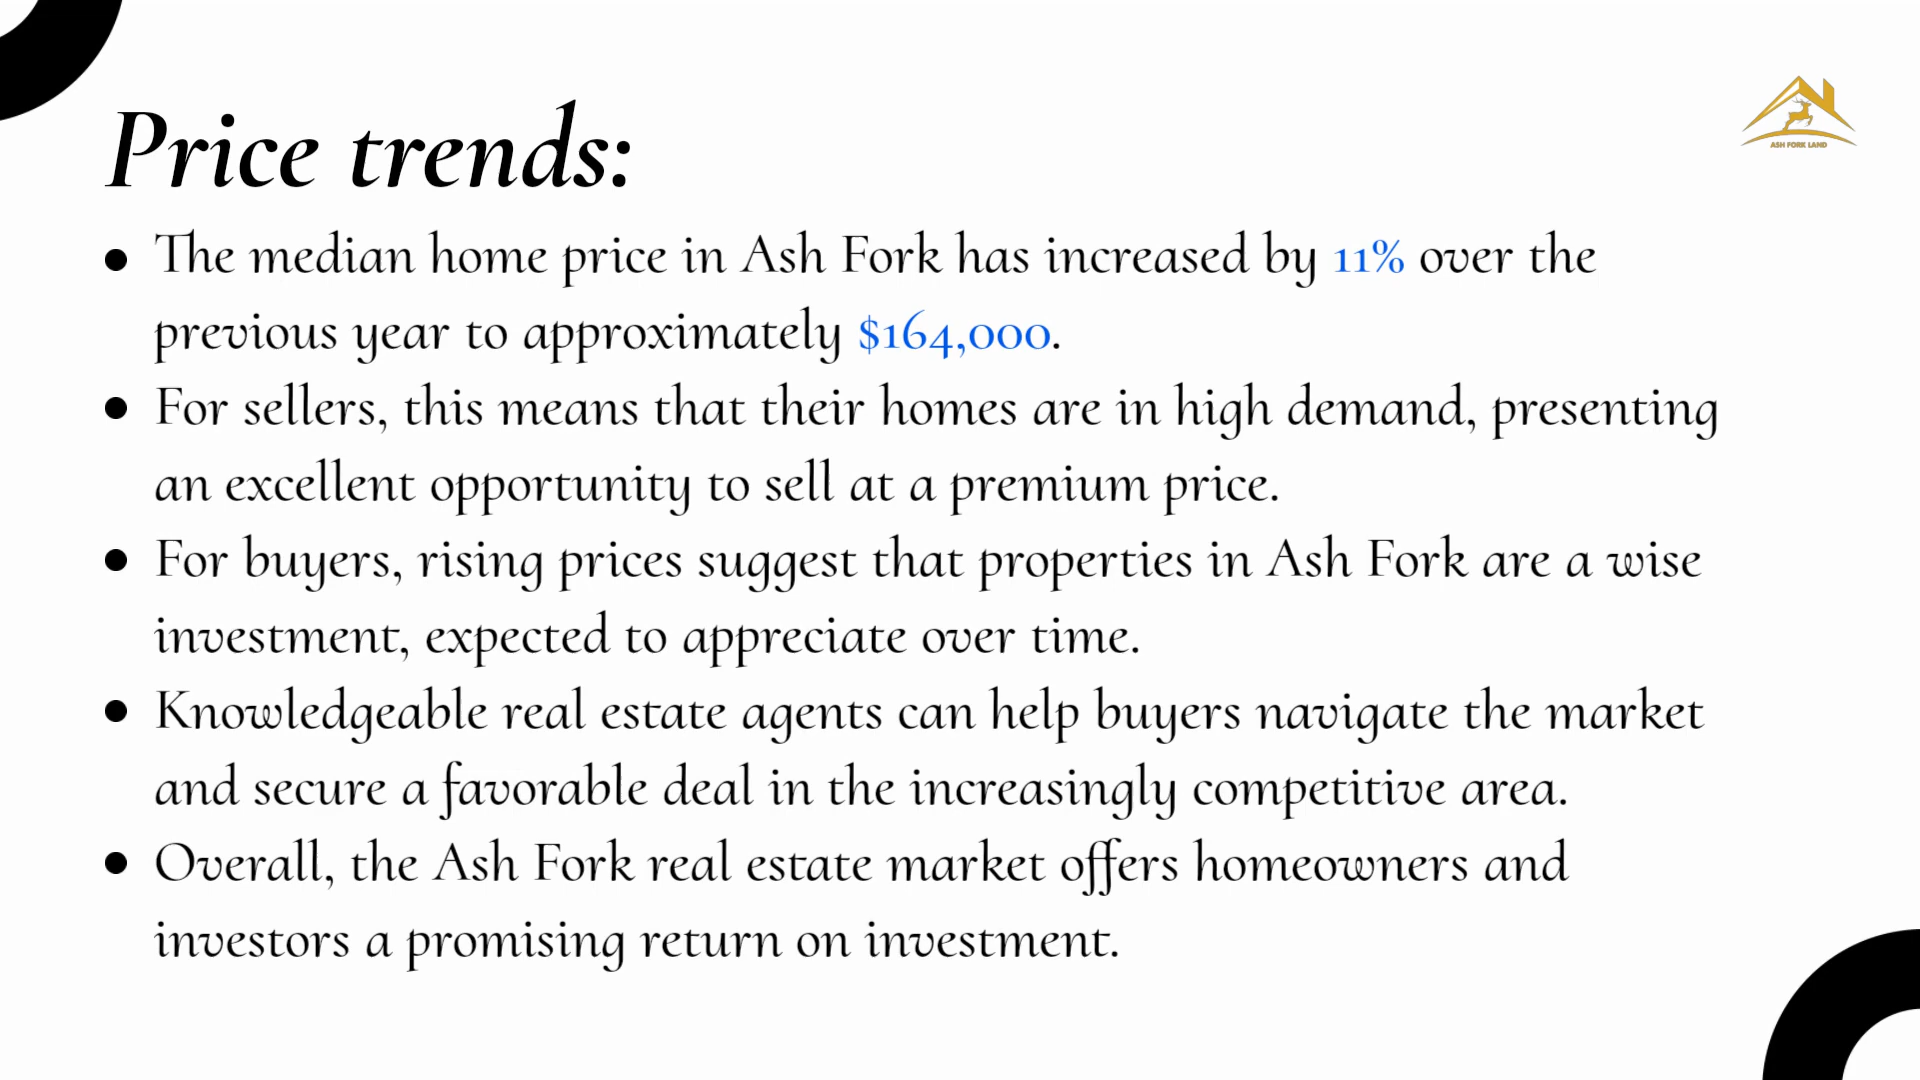 Price trends:
ASH FORK LAND
The median home price in Ash Fork has increased by 11% over the
previous year to approximately $164,000.
For sellers, this means that their homes are in high demand, presenting
an excellent opportunity to sell at a premium price.
For buyers, rising prices suggest that properties in Ash Fork are a wise
investment, expected to appreciate over time.
Knowledgeable real estate agents can help buyers navigate the market
and secure a favorable deal in the increasingly competitive area.
Overall, the Ash Fork real estate market offers homeowners and
investors a promising return on investment.